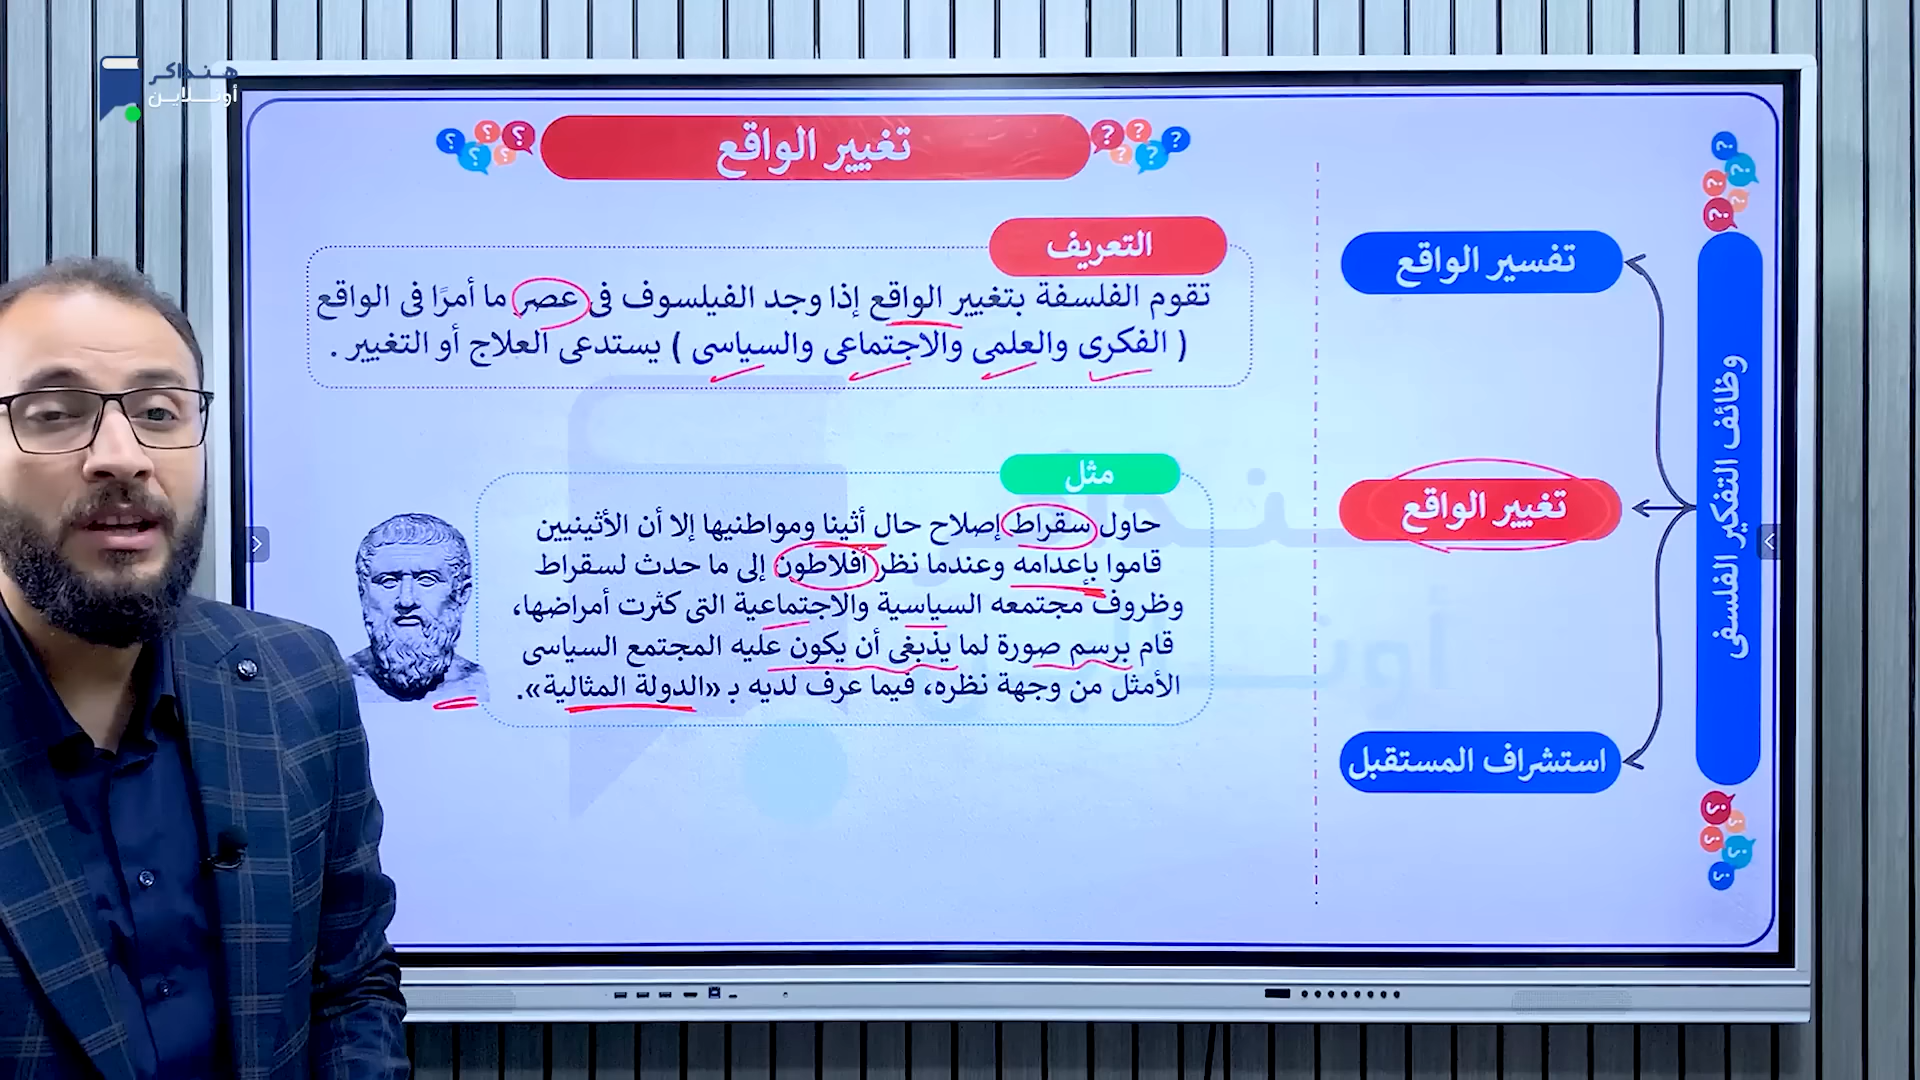 هنذاكر
أونلاين
تغيير الواقع
التعريف
تقوم الفلسفة بتغيير الواقع إذا وجد الفيلسوف فى عصر ما أمرًا فى الواقع
( الفكرى والعلمى والاجتماعى والسياسى ) يستدعى العلاج أو التغيير .
مثل
حاول سقراط إصلاح حال أثينا ومواطنيها إلا أن الأثينيين
قاموا بإعدامه وعندما نظر أفلاطون إلى ما حدث لسقراط
وظروف مجتمعه السياسية والاجتماعية التى كثرت أمراضها،
قام برسم صورة لما ينبغى أن يكون عليه المجتمع السياسى
الأمثل من وجهة نظره، فيما عرف لديه بـ «الدولة المثالية».
وظائف التفكير الفلسفى
تفسير الواقع
تغيير الواقع
استشراف المستقبل